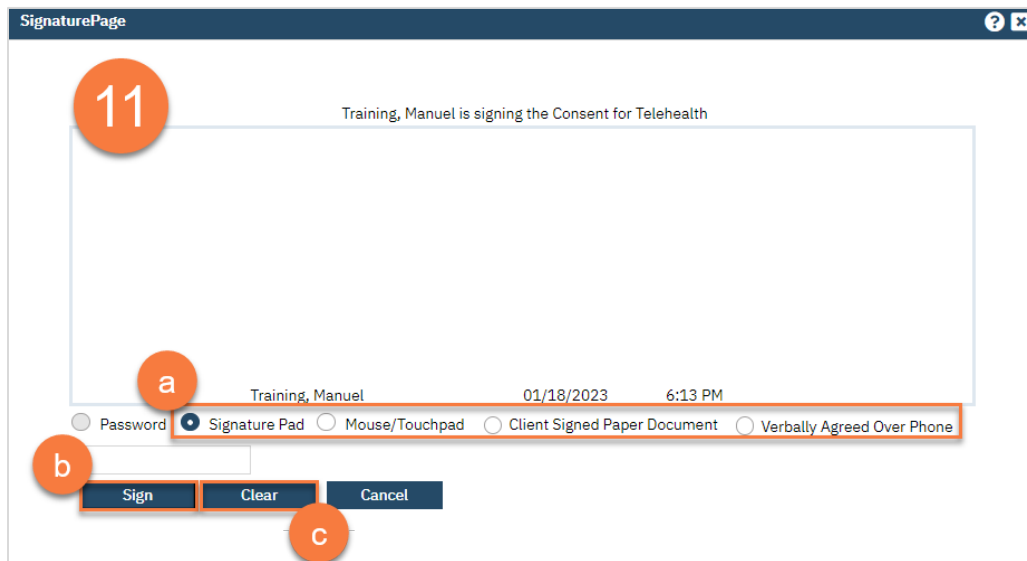 SignaturePage ?
11
Training, Manuel is signing the Consent for Telehealth
a
Training, Manuel 01/18/2023 6:13 PM
Password Signature Pad Mouse/Touchpad Client Signed Paper Document Verbally Agreed Over Phone
b
Sign Clear Cancel
c